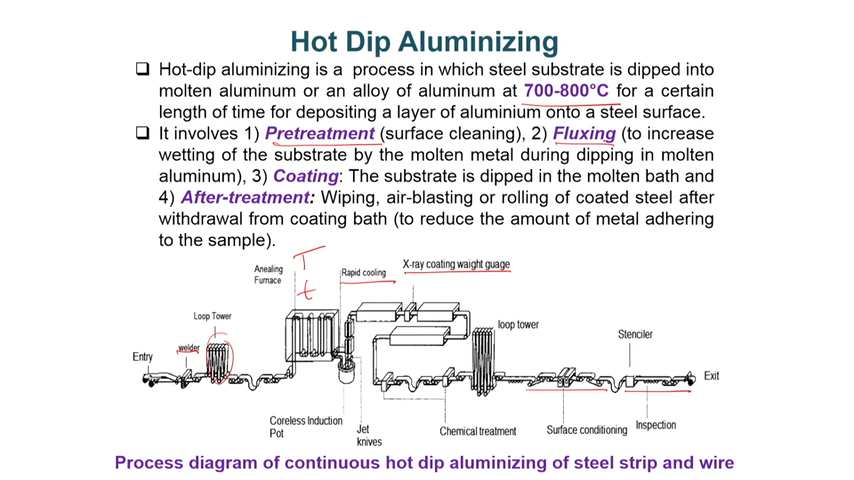 Hot Dip Aluminizing
❑ Hot-dip aluminizing is a process in which steel substrate is dipped into
molten aluminum or an alloy of aluminum at 700-800°C for a certain
length of time for depositing a layer of aluminium onto a steel surface.
❑ It involves 1) Pretreatment (surface cleaning), 2) Fluxing (to increase
wetting of the substrate by the molten metal during dipping in molten
aluminum), 3) Coating: The substrate is dipped in the molten bath and
4) After-treatment: Wiping, air-blasting or rolling of coated steel after
withdrawal from coating bath (to reduce the amount of metal adhering
to the sample).
T
t
Anealing
Furnace
Rapid cooling
X-ray coating weight guage
Loop Tower
loop tower
Stenciler
welder
Entry
Exit
Coreless Induction
Pot
Jet
knives
Chemical treatment
Surface conditioning
Inspection
Process diagram of continuous hot dip aluminizing of steel strip and wire